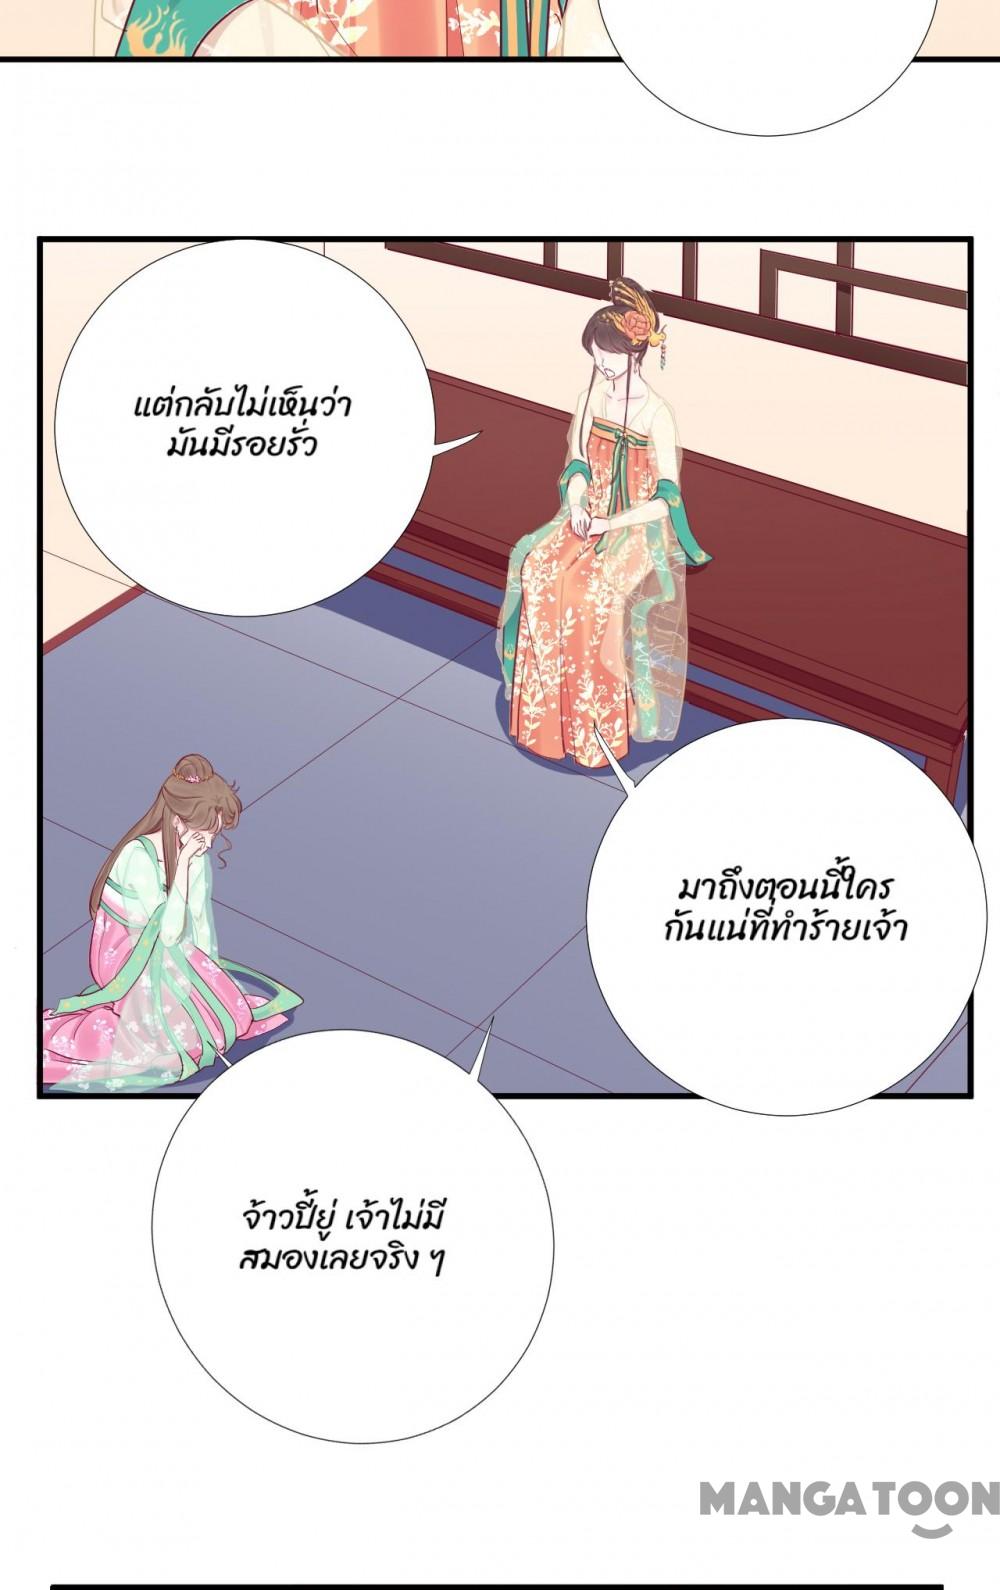 แต่กลับไม่เห็นว่า
มันมีรอยรั่ว
มาถึงตอนนี้ใคร
กันแน่ที่ทำร้ายเจ้า
จ้าวปี้ยู่ เจ้าไม่มี
สมองเลยจริง ๆ
MANGATOON